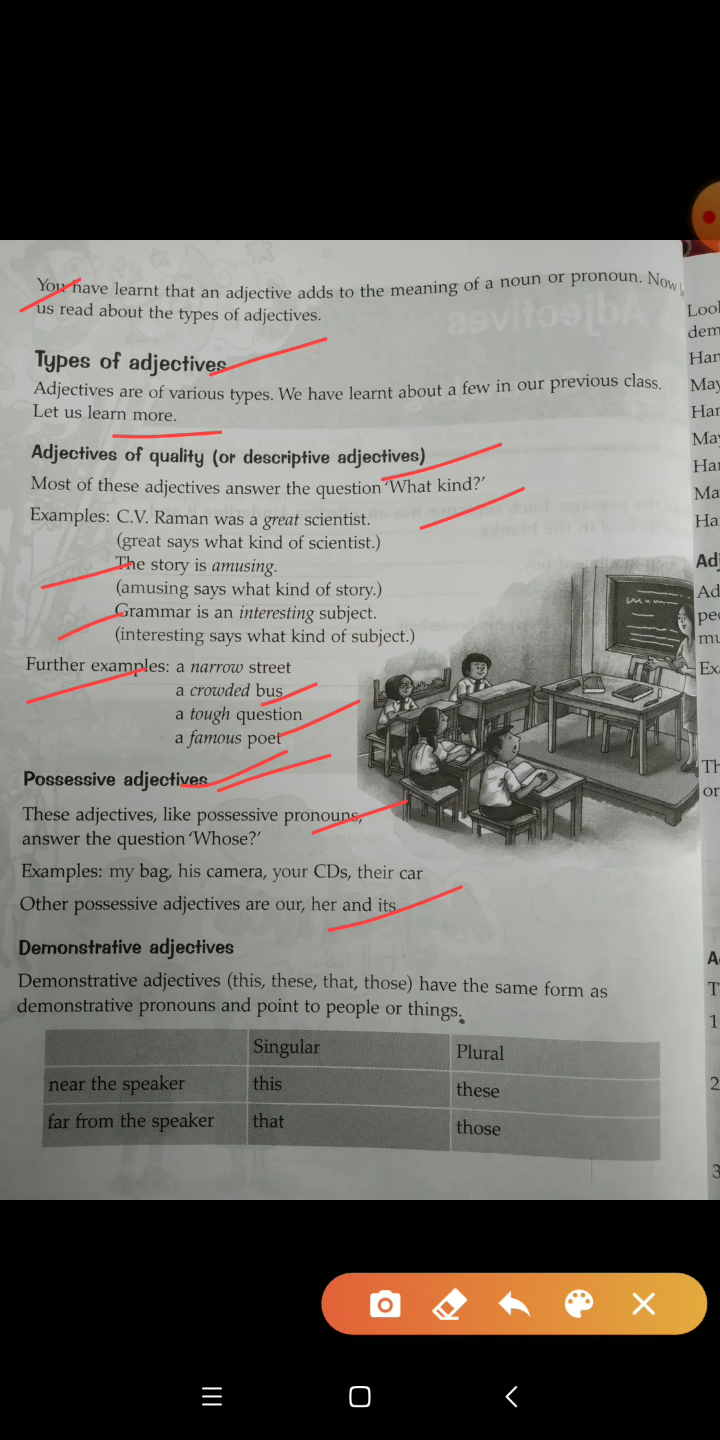 You have learnt that an adjective adds to the meaning of a noun or pronoun. Now
us read about the types of adjectives.
Types of adjectives
Adjectives are of various types. We have learnt about a few in our previous class.
Let us learn more.
Adjectives of quality (or descriptive adjectives)
Most of these adjectives answer the question 'What kind?'
Examples: C.V. Raman was a great scientist.
(great says what kind of scientist.)
The story is amusing.
(amusing says what kind of story.)
Grammar is an interesting subject.
(interesting says what kind of subject.)
Further examples: a narrow street
a crowded bus
a tough question
a famous poet
Possessive adjectives
These adjectives, like possessive pronouns,
answer the question 'Whose?'
Examples: my bag, his camera, your CDs, their car
Other possessive adjectives are our, her and its
Demonstrative adjectives
Demonstrative adjectives (this, these, that, those) have the same form as
demonstrative pronouns and point to people or things.
Singular Plural
near the speaker this these
far from the speaker that those